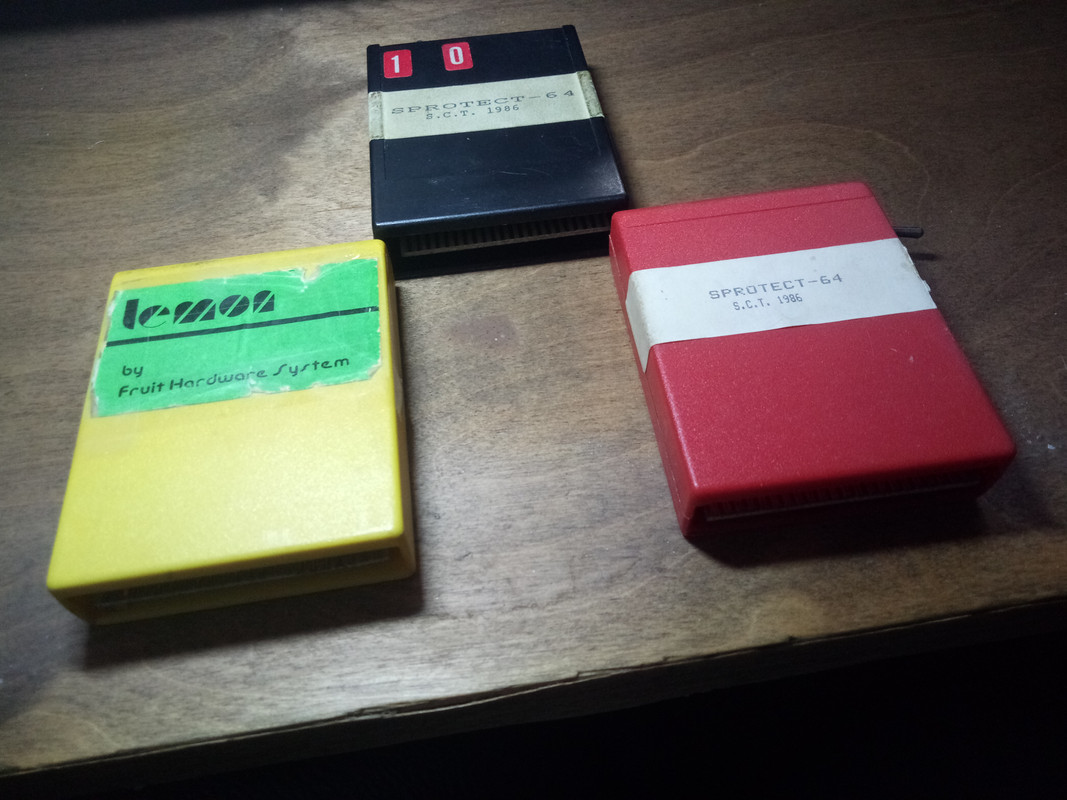 1 0
SPROTECT-64
S.C.T. 1986
SPROTECT-64
S.C.T. 1986
lemon
by
Fruit Hardware System